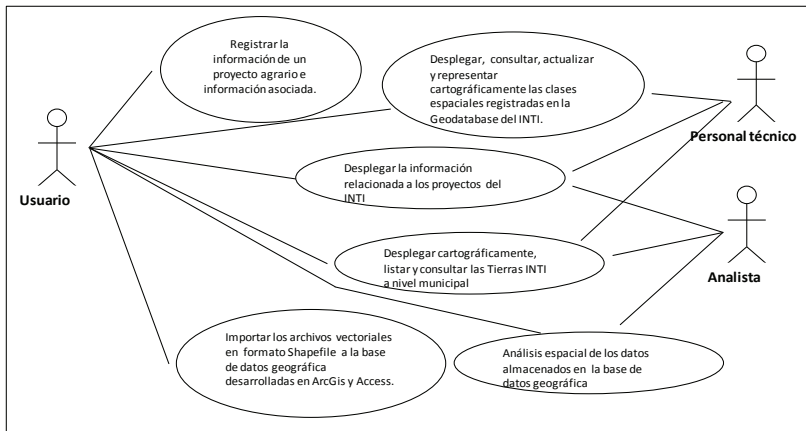 Registrar la
información de un
proyecto agrario e
información asociada.
Desplegar, consultar, actualizar
y representar
cartográficamente las clases
espaciales registradas en la
Geodatabase del INTI.
Personal técnico
Usuario
Desplegar la información
relacionada a los proyectos del
INTI
Analista
Desplegar cartográficamente,
listar y consultar las Tierras INTI
a nivel municipal
Importar los archivos vectoriales
en formato Shapefile a la base
de datos geográfica
desarrolladas en ArcGis y Access.
Análisis espacial de los datos
almacenados en la base de
datos geográfica